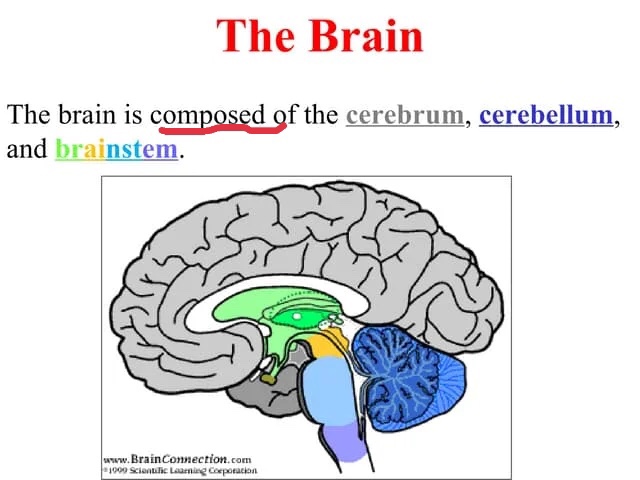 The Brain
The brain is composed of the cerebrum, cerebellum,
and brainstem.
www.BrainConnection.com
©1999 Scientific Learning Corporation